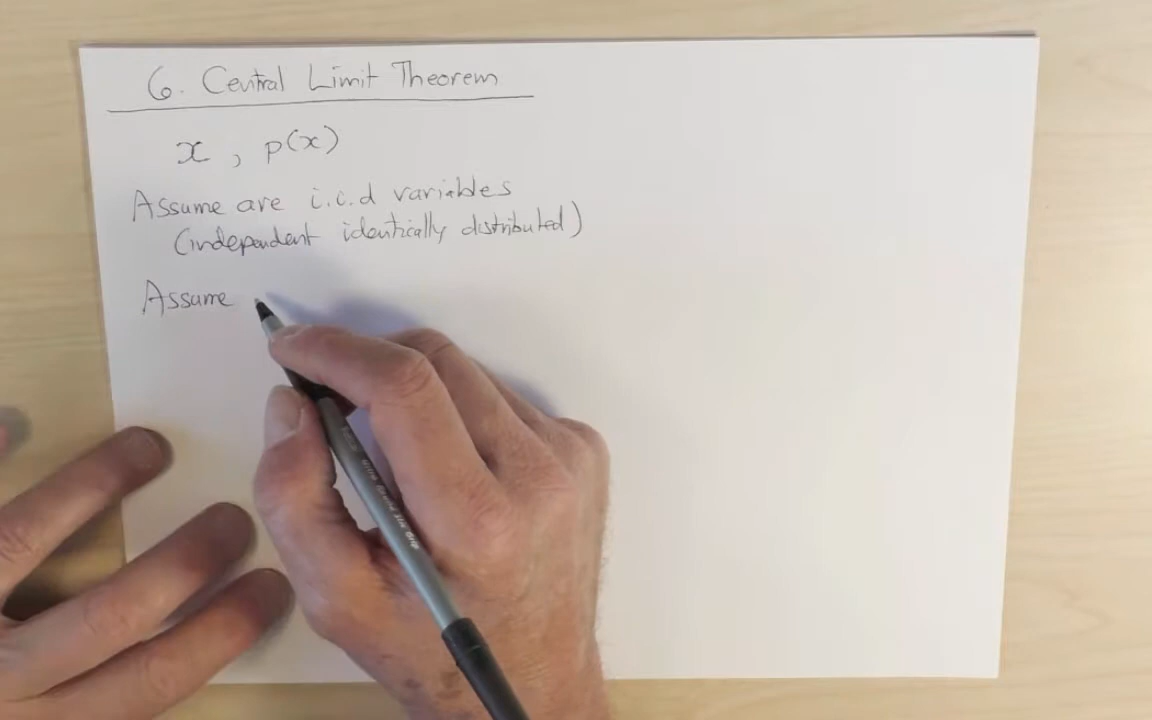 6. Central Limit Theorem
x , p(x)
Assume are i.i.d variables
(independent identically distributed)
Assume